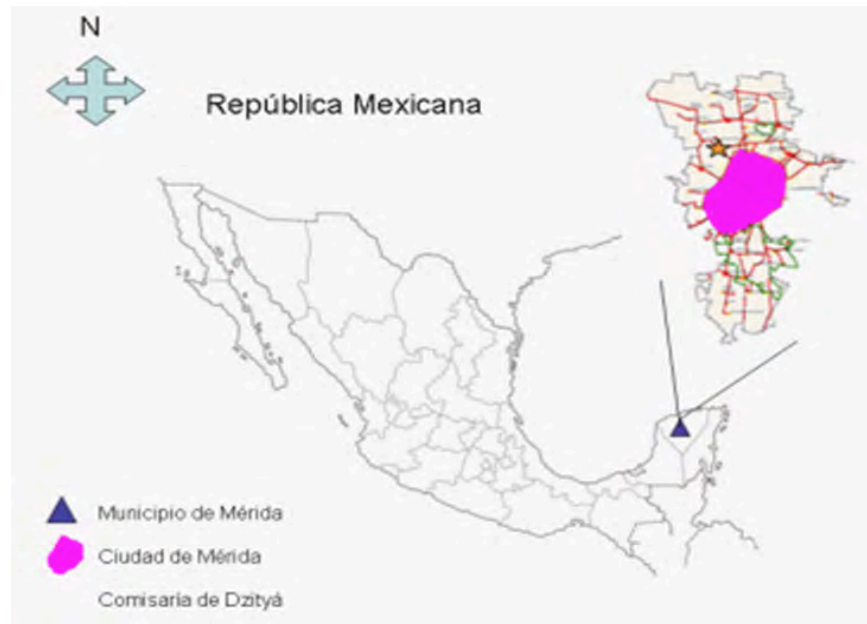 N
República Mexicana
Municipio de Mérida
Ciudad de Mérida
Comisaría de Dzityá